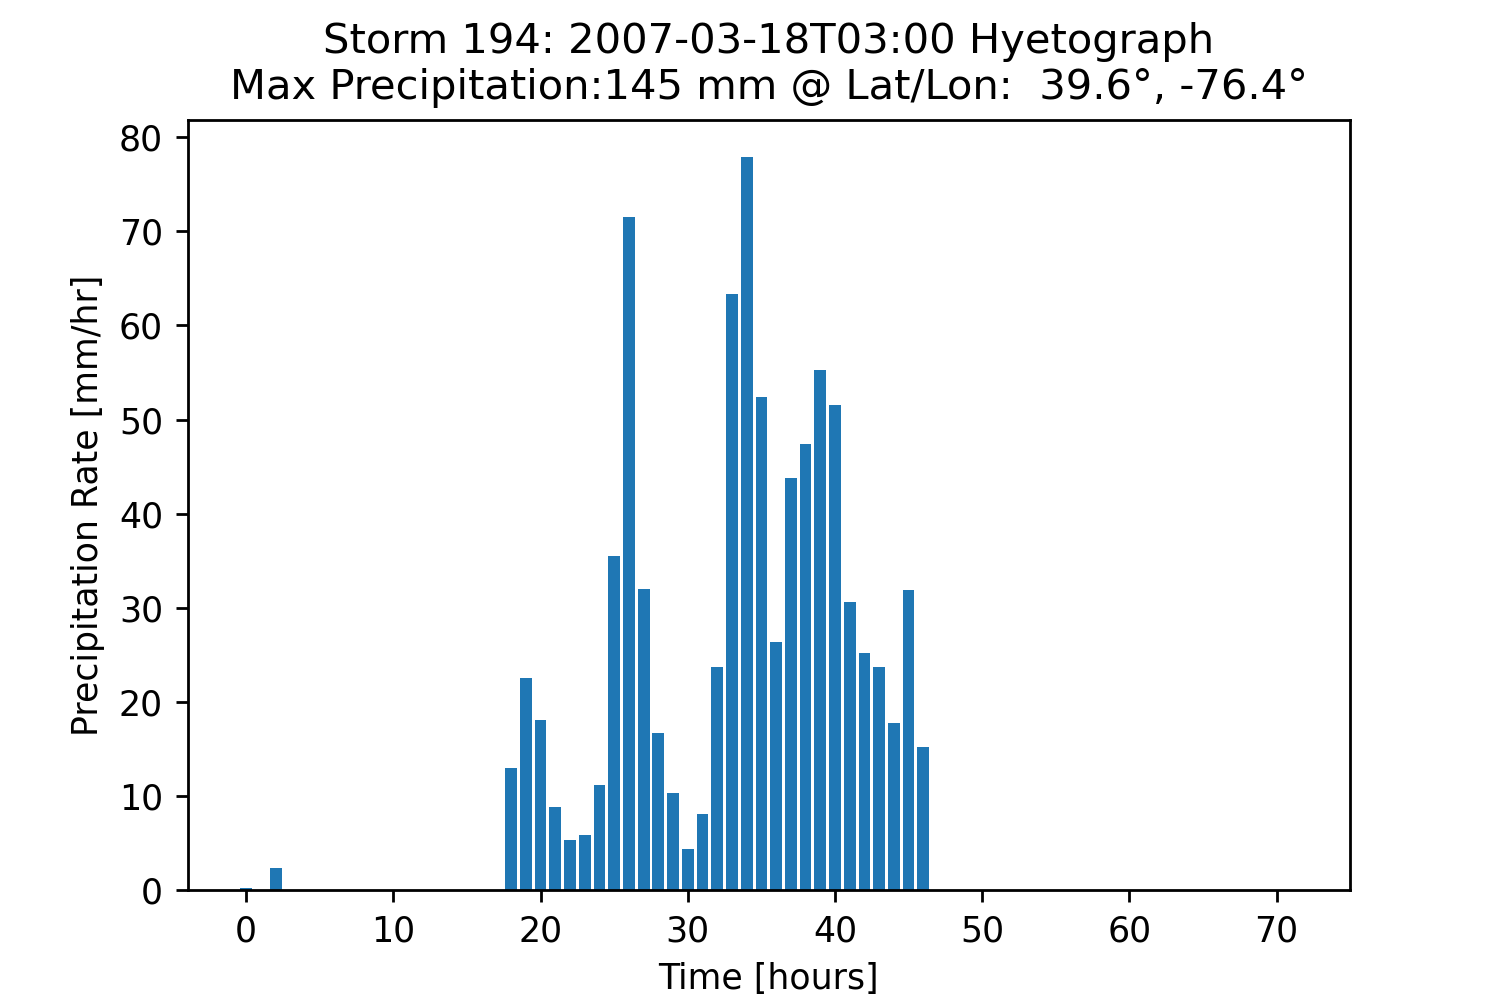 Storm 194: 2007-03-18T03:00 Hyetograph
Max Precipitation:145 mm @ Lat/Lon:  39.6°, -76.4°
80
70
60
50
40
30
20
10
0
Precipitation Rate [mm/hr]
0 10 20 30 40 50 60 70
Time [hours]